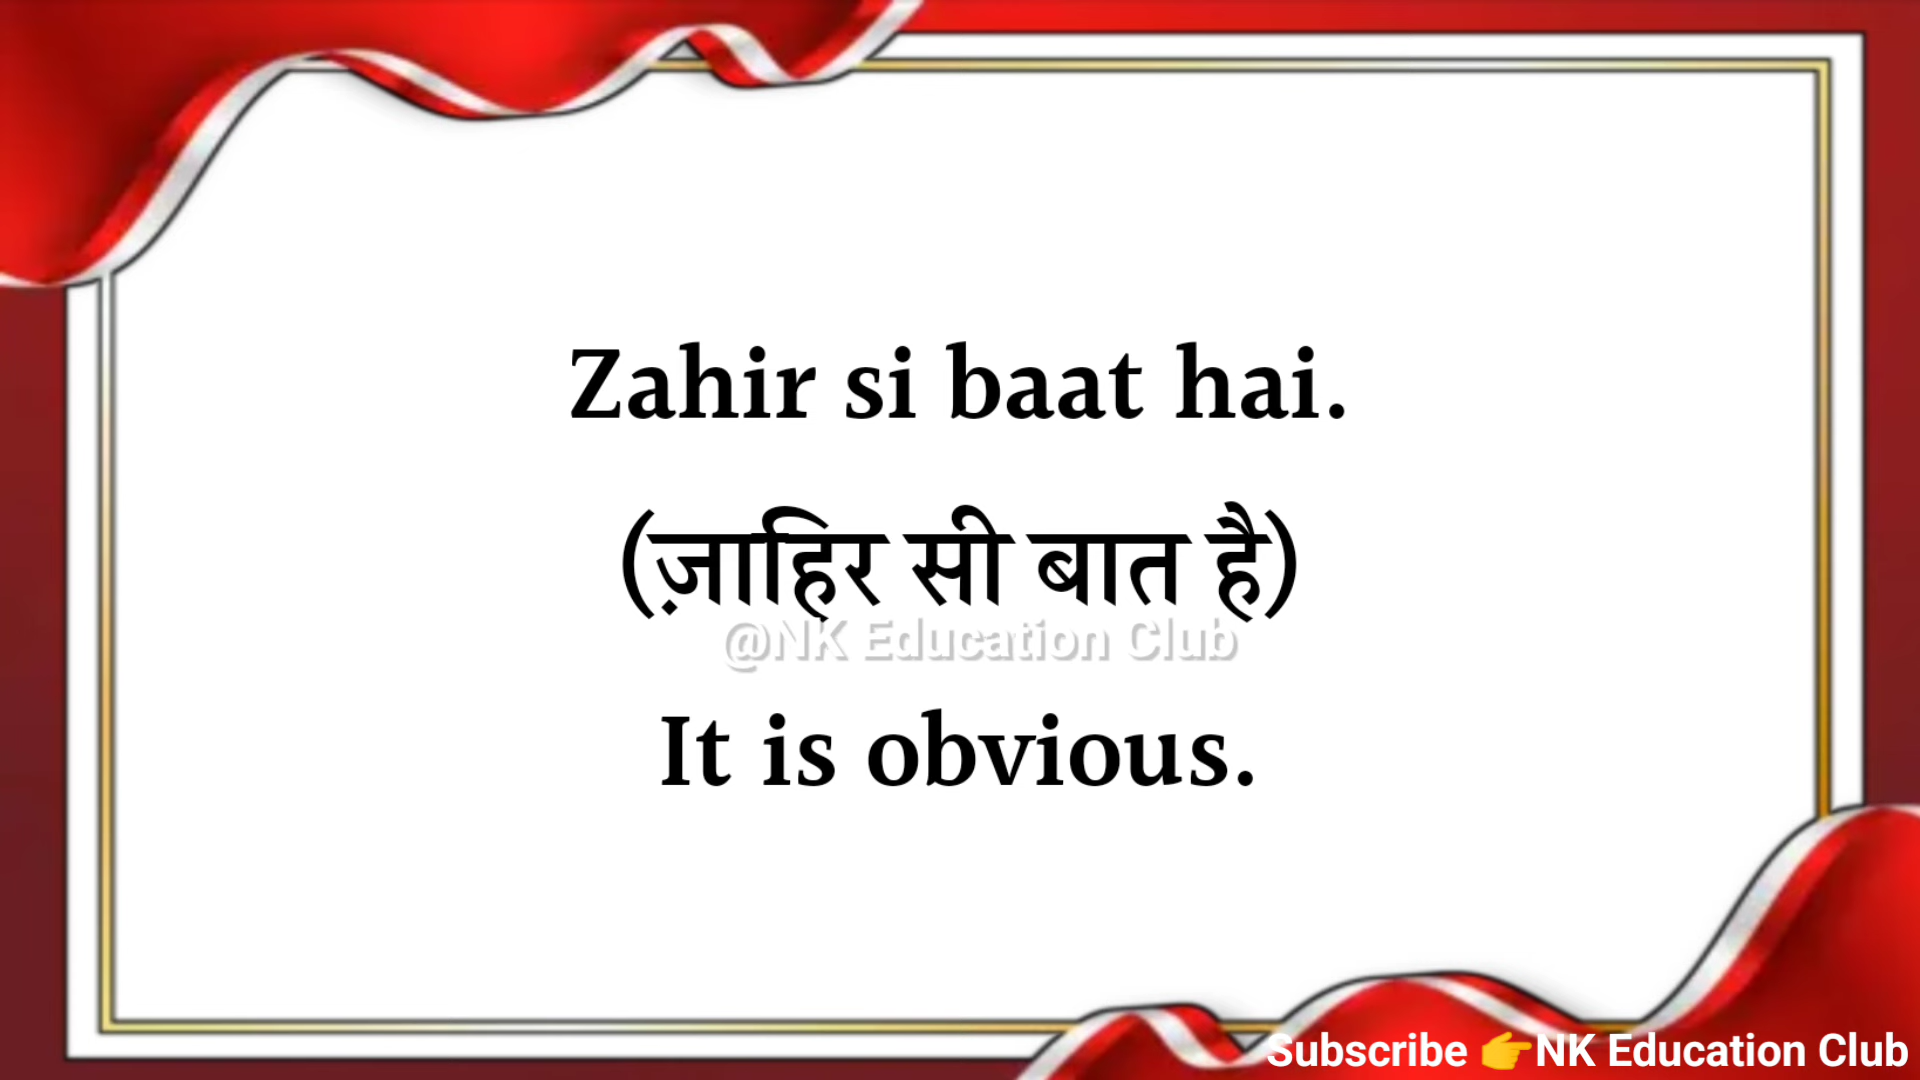 Zahir si baat hai.
(ज़ाहिर सी बात है)
@NK Education Club
It is obvious.
Subscribe 👉NK Education Club